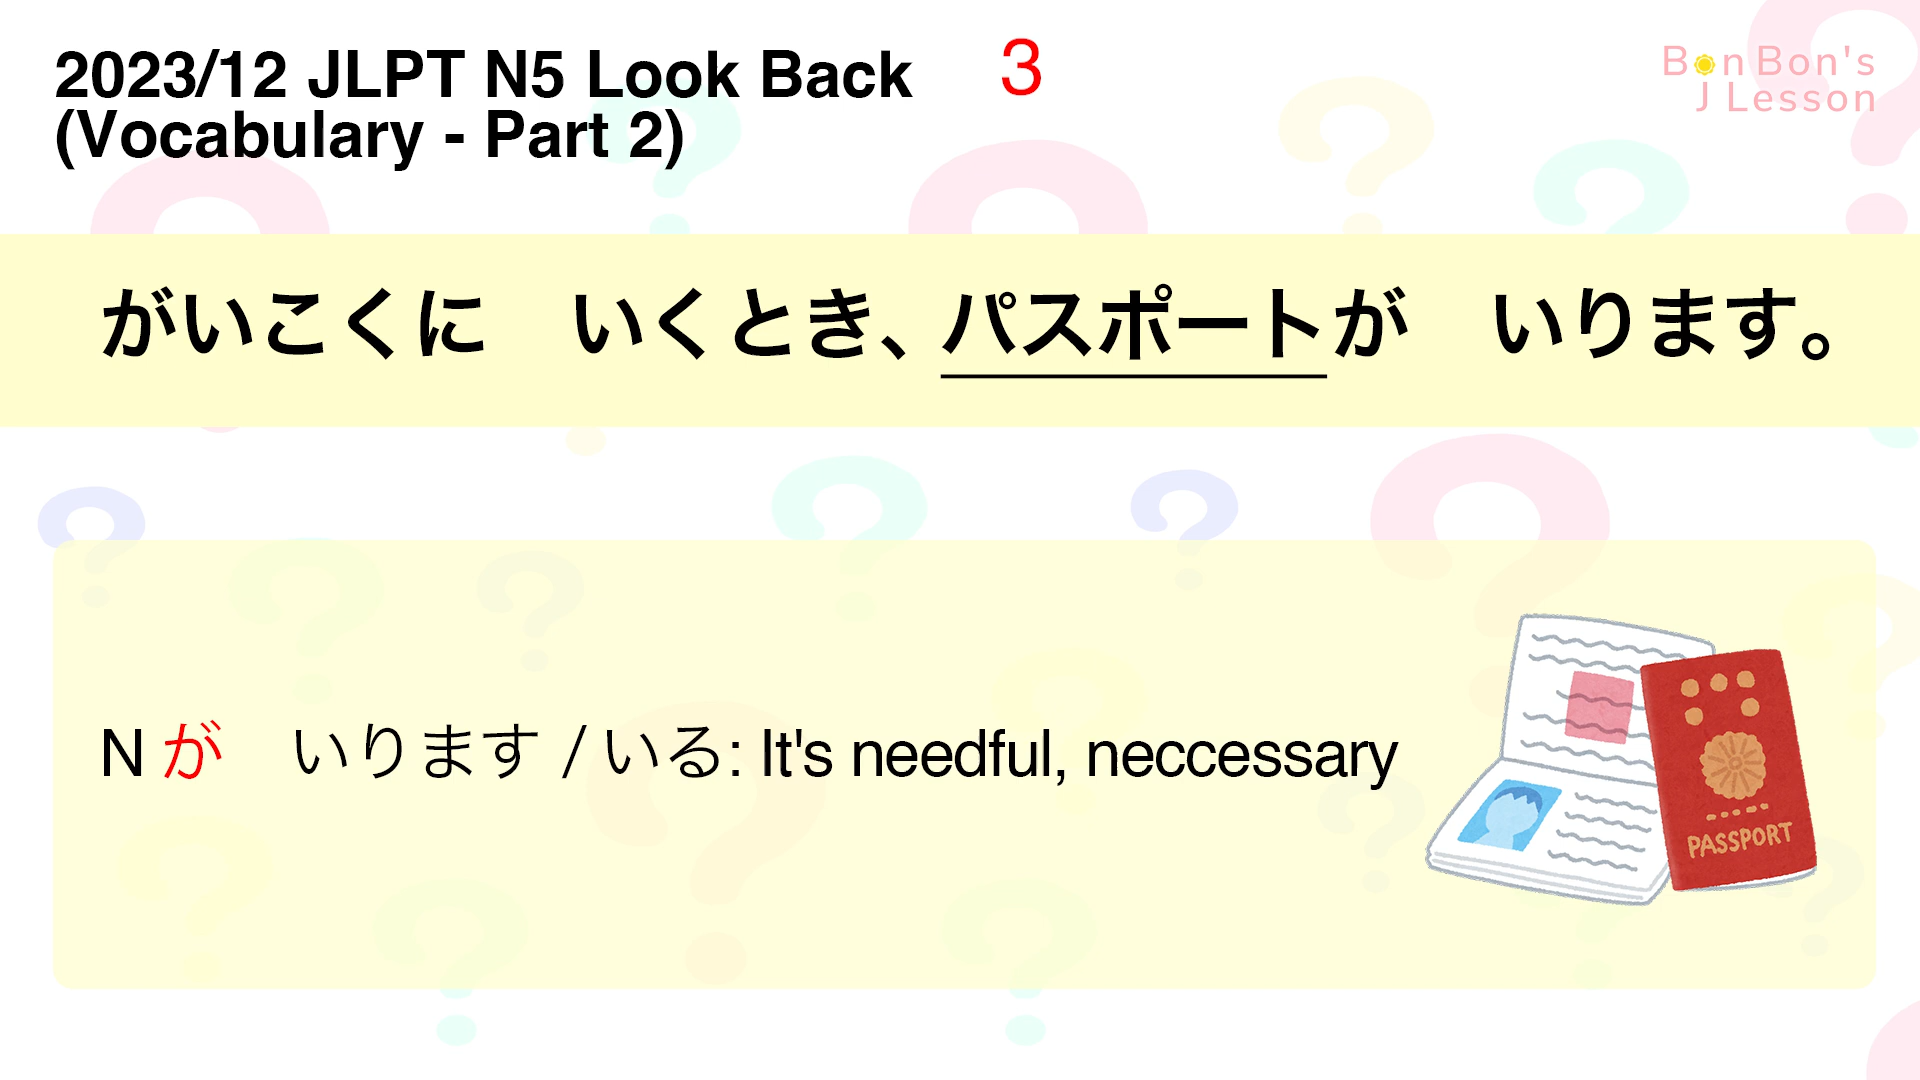 2023/12 JLPT N5 Look Back 3
(Vocabulary - Part 2)
BonBon's
J Lesson
がいこくに　いくとき、パスポートが　いります。
N が　いります / いる: It's needful, neccessary
PASSPORT